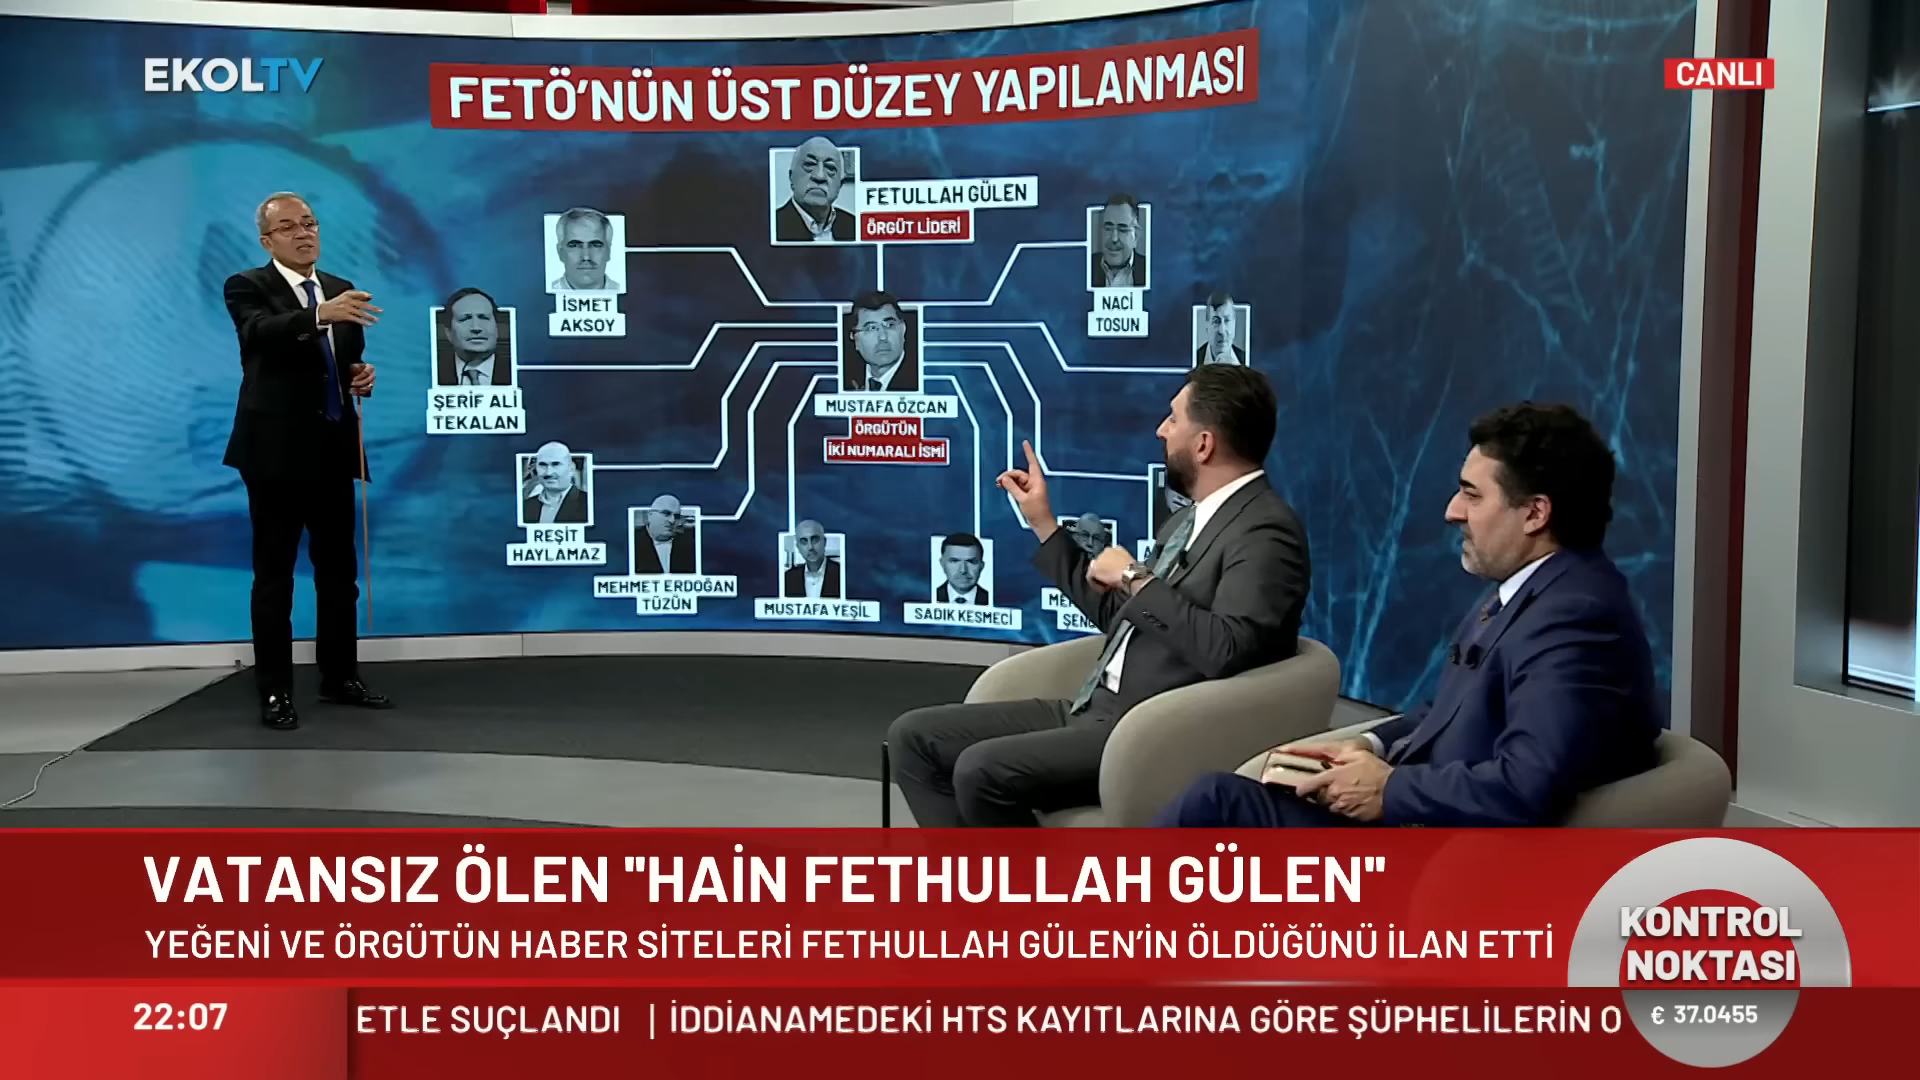 EKOLTV
FETÖ'NÜN ÜST DÜZEY YAPILANMASI
CANLI
FETULLAH GÜLEN
ÖRGÜT LİDERİ
İSMET
AKSOY
NACİ
TOSUN
ŞERİF ALİ
TEKALAN
MUSTAFA ÖZCAN
ÖRGÜTÜN
İKİ NUMARALI İSMİ
REŞİT
HAYLAMAZ
MEHMET ERDOĞAN
TÜZÜN
MUSTAFA YEŞİL
SADIK KESMECİ
VATANSIZ ÖLEN "HAİN FETHULLAH GÜLEN"
YEĞENİ VE ÖRGÜTÜN HABER SİTELERİ FETHULLAH GÜLEN'İN ÖLDÜĞÜNÜ İLAN ETTİ
KONTROL
NOKTASI
22:07
ETLE SUÇLANDI | İDDİANAMEDEKİ HTS KAYITLARINA GÖRE ŞÜPHELİLERİN O
€ 37.0455